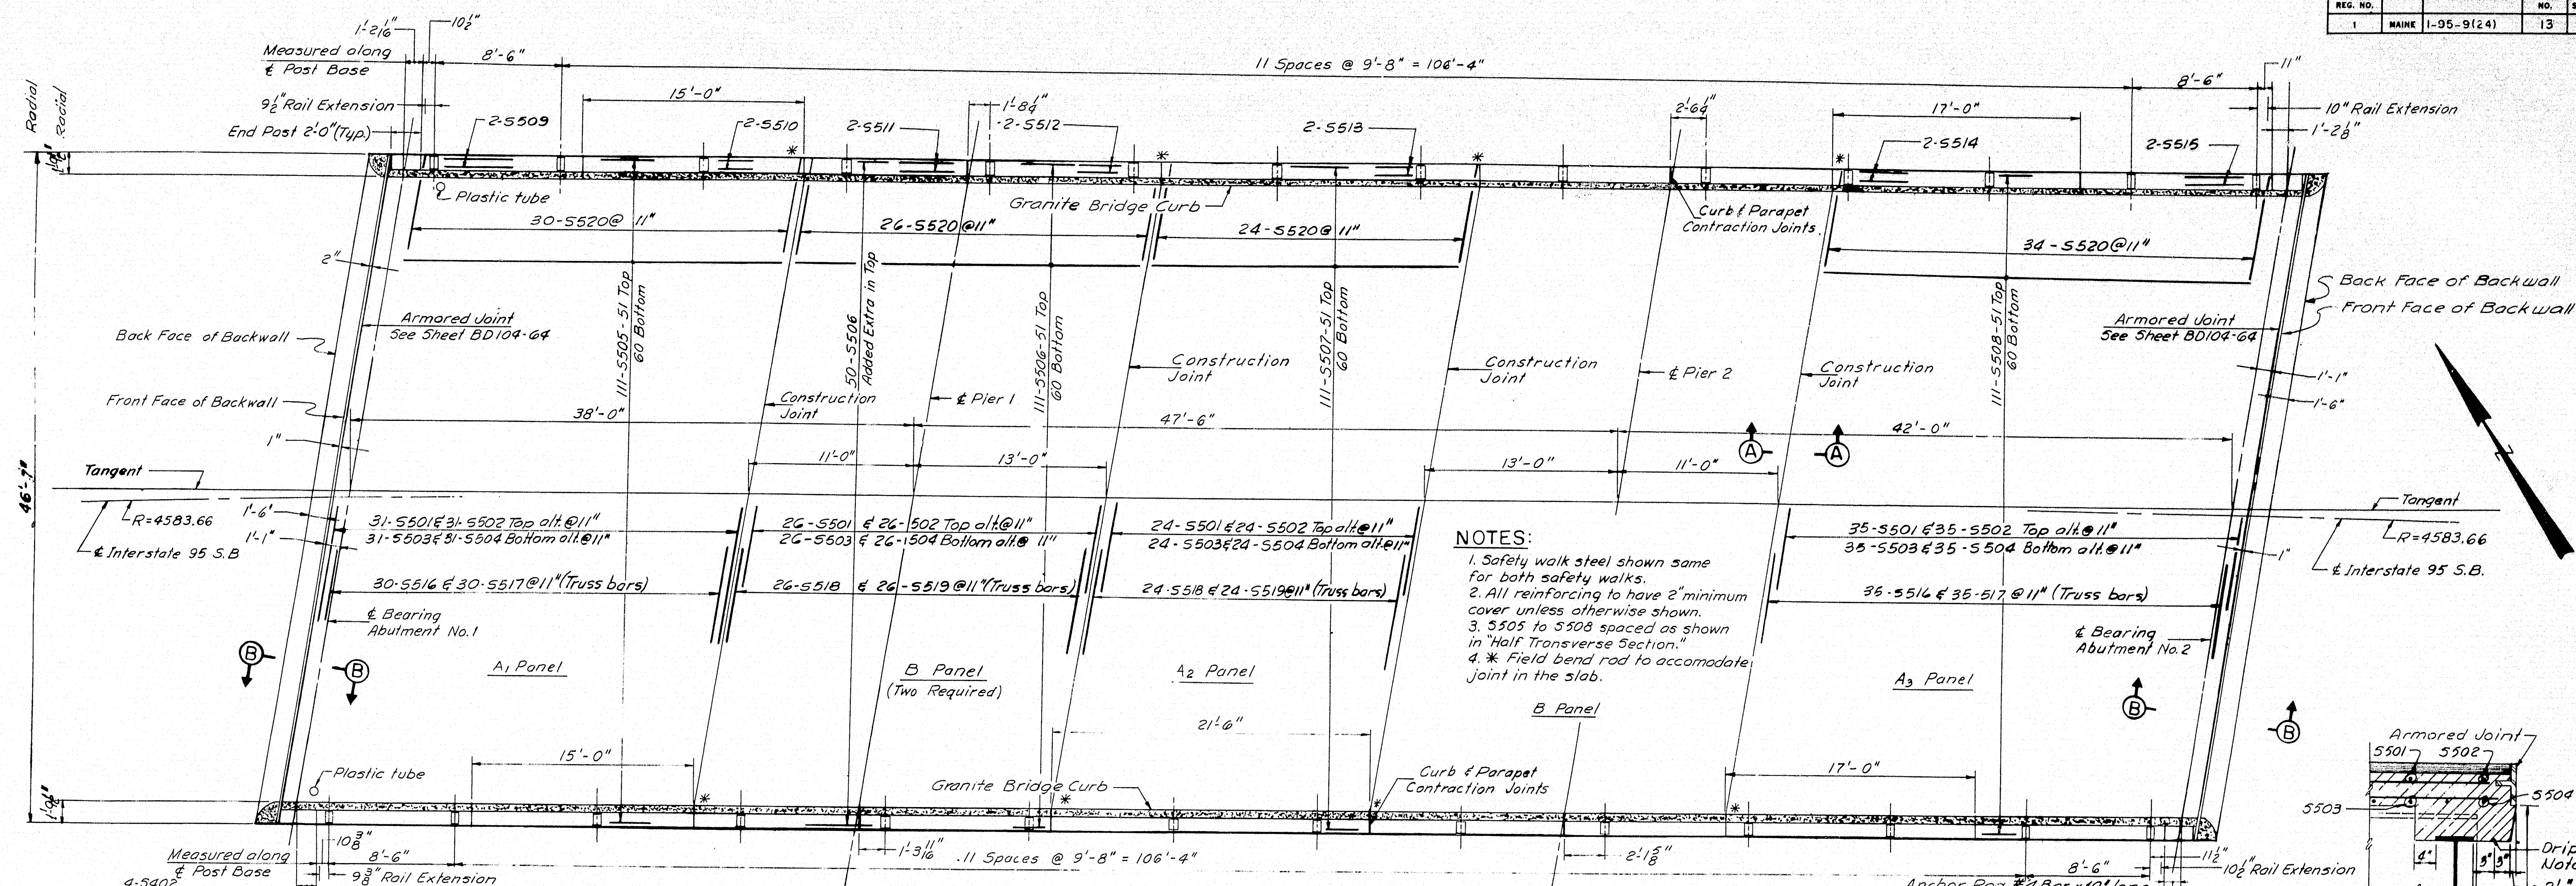 REG. NO.
NO.
1 MAINE I-95-9(24) 13
1'-2 1/16"
10 1/2"
Measured along
℄ Post Base
8'-6"
11 Spaces @ 9'-8" = 106'-4"
8'-6"
11"
Radial
Radial
9 1/2" Rail Extension
15'-0"
1'-8 1/4"
2'-6 1/4"
17'-0"
10" Rail Extension
End Post 2'-0" (Typ.)
2-S509
2-S510
2-S511
2-S512
2-S513
2-S514
2-S515
1'-2 1/8"
*
*
*
*
Plastic tube
Granite Bridge Curb
Curb & Parapet
Contraction Joints
30-S520@ 11"
26-S520@11"
24-S520@ 11"
34-S520@11"
2"
111-S505-51 Top
60 Bottom
50-S506
Added Extra in Top
111-S506-51 Top
60 Bottom
111-S507-51 Top
60 Bottom
111-S508-51 Top
60 Bottom
Back Face of Backwall
Front Face of Backwall
Armored Joint
See Sheet BD104-64
Armored Joint
See Sheet BD104-64
Back Face of Backwall
Front Face of Backwall
Construction
Joint
Construction
Joint
℄ Pier 2
Construction
Joint
Construction
Joint
℄ Pier 1
1'-1"
1'-6"
38'-0"
47'-6"
42'-0"
1"
A
A
11'-0"
13'-0"
13'-0"
11'-0"
Tangent
Tangent
46'-7"
R=4583.66
℄ Interstate 95 S.B
R=4583.66
℄ Interstate 95 S.B.
1'-6"
1'-1"
1"
31-S501 & 31-S502 Top alt.@11"
31-S503 & 31-S504 Bottom alt.@11"
26-S501 & 26-1502 Top alt.@11"
26-S503 & 26-1504 Bottom alt.@ 11"
24-S501 & 24-S502 Top alt.@11"
24-S503 & 24-S504 Bottom alt.@11"
35-S501 & 35-S502 Top alt.@11"
35-S503 & 35-S504 Bottom alt.@11"
30-S516 & 30-S517@11" (Truss bars)
26-S518 & 26-S519@11" (Truss bars)
24-S518 & 24-S519@11" (Truss bars)
35-S516 & 35-517@11" (Truss bars)
NOTES:
1. Safety walk steel shown same
for both safety walks.
2. All reinforcing to have 2" minimum
cover unless otherwise shown.
3. S505 to S508 spaced as shown
in "Half Transverse Section."
4. * Field bend rod to accomodate
joint in the slab.
℄ Bearing
Abutment No.1
℄ Bearing
Abutment No.2
B
B
B
B
A1 Panel
B Panel
(Two Required)
A2 Panel
B Panel
A3 Panel
21'-6"
15'-0"
17'-0"
Plastic tube
Granite Bridge Curb
Curb & Parapet
Contraction Joints
*
*
*
*
Armored Joint
S501 S502
S503
S504
4"
3" 3"
Drip
10 3/8"
Measured along
℄ Post Base
8'-6"
9 3/8" Rail Extension
1'-3 11/16"
11 Spaces @ 9'-8" = 106'-4"
2'-1 5/8"
8'-6"
11 1/2"
10 1/2" Rail Extension
4-S402